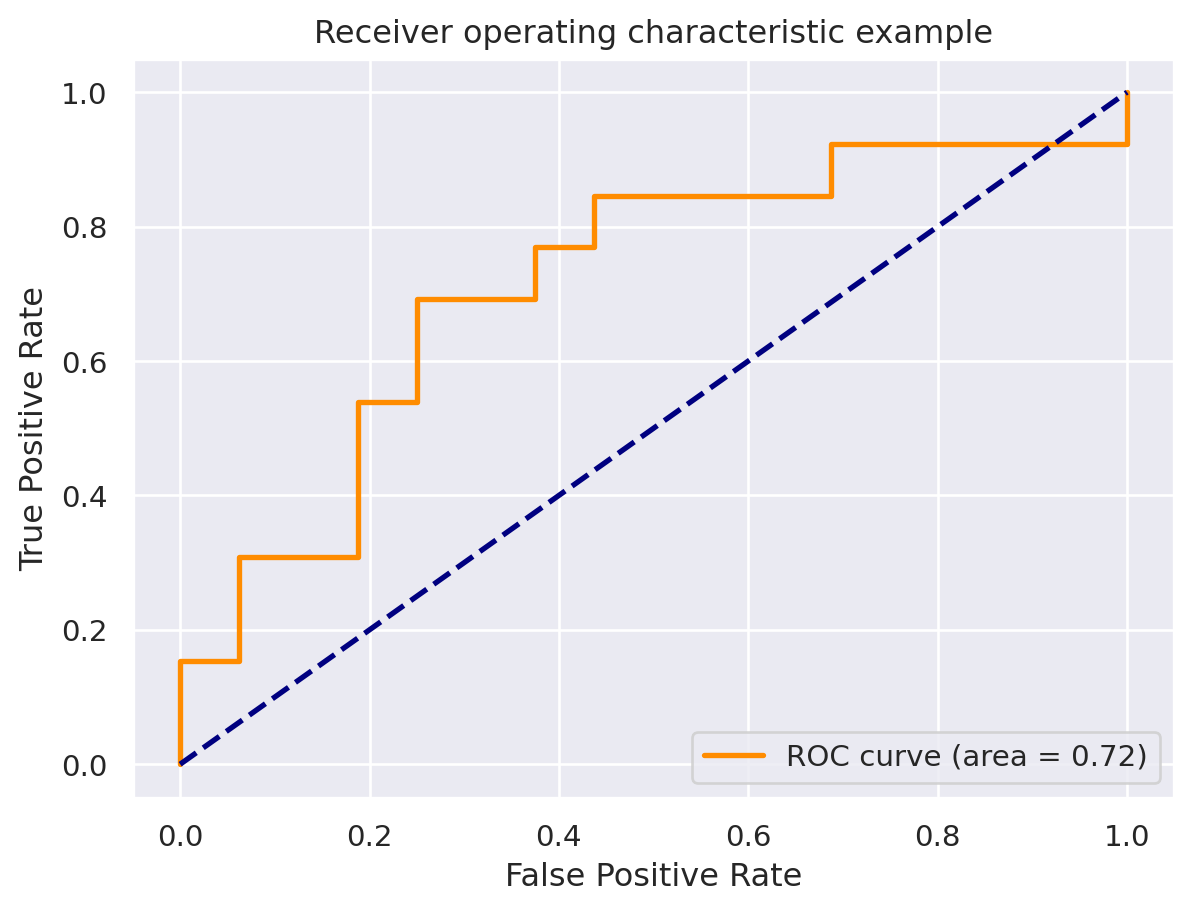 Receiver operating characteristic example
True Positive Rate
1.0
0.8
0.6
0.4
0.2
0.0
ROC curve (area = 0.72)
0.0 0.2 0.4 0.6 0.8 1.0
False Positive Rate